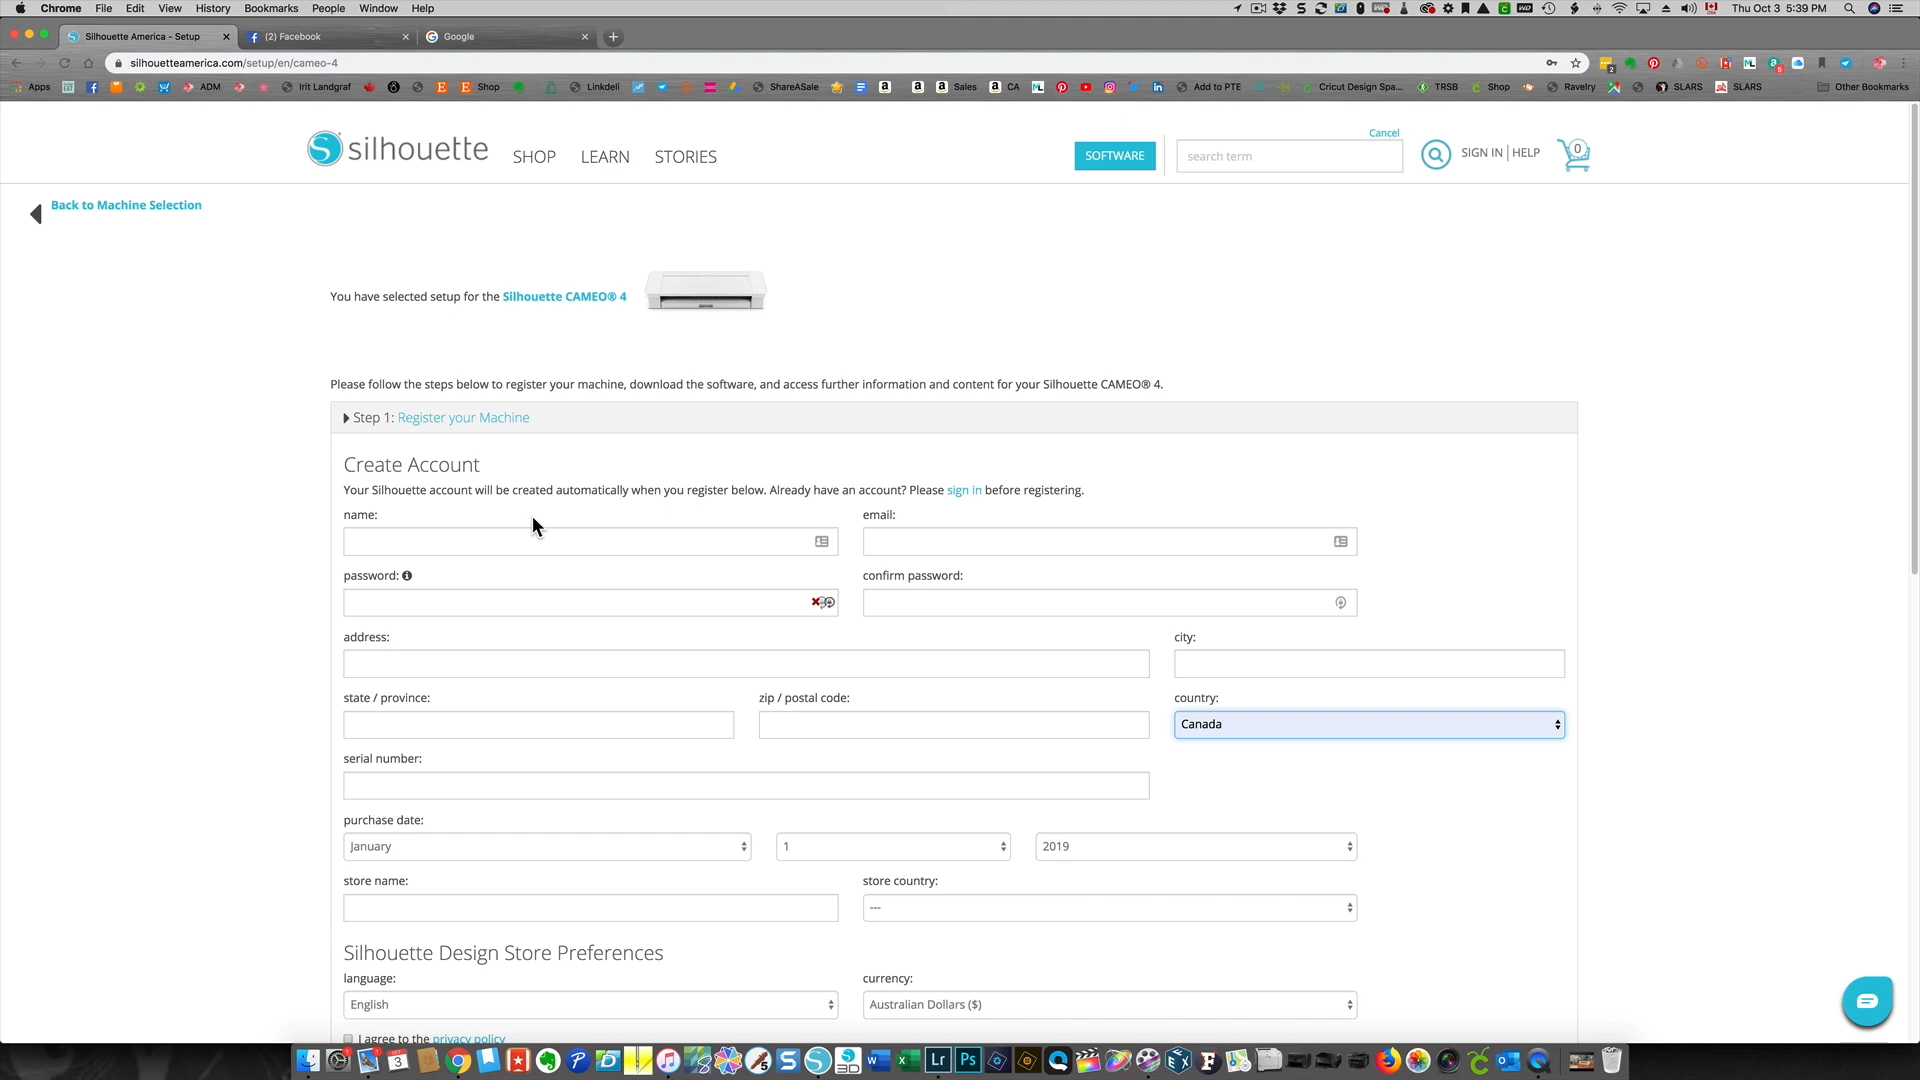 Chrome File Edit View History Bookmarks People Window Help Thu Oct 3 5:39 PM
Silhouette America - Setup (2) Facebook Google
silhouetteamerica.com/setup/en/cameo-4
Apps ADM Irit Landgraf Shop Linkdeli ShareASale Sales CA Add to PTE Cricut Design Spa... TRSB Shop Ravelry SLARS SLARS Other Bookmarks
silhouette SHOP LEARN STORIES SOFTWARE search term Cancel SIGN IN | HELP 0
Back to Machine Selection
You have selected setup for the Silhouette CAMEO® 4
Please follow the steps below to register your machine, download the software, and access further information and content for your Silhouette CAMEO® 4.
Step 1: Register your Machine
Create Account
Your Silhouette account will be created automatically when you register below. Already have an account? Please sign in before registering.
name: email:
password: confirm password:
address: city:
state / province: zip / postal code: country:
Canada
serial number:
purchase date:
January 1 2019
store name: store country:
---
Silhouette Design Store Preferences
language: currency:
English Australian Dollars ($)
I agree to the privacy policy